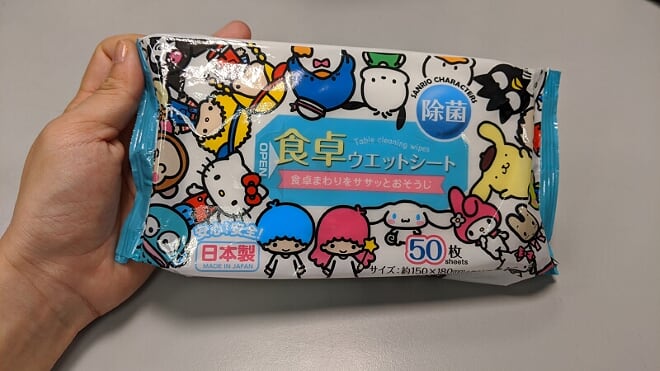 SANRIO CHARACTERS
除菌
OPEN
Table cleaning wipes
食卓ウエットシート
食卓まわりをササッとおそうじ
安心!安全!
日本製
MADE IN JAPAN
50枚
sheets
サイズ:約150×180